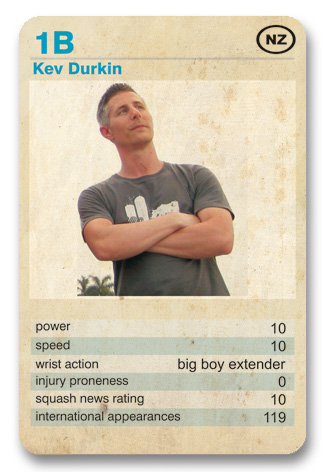 1B
NZ
Kev Durkin
power 10
speed 10
wrist action big boy extender
injury proneness 0
squash news rating 10
international appearances 119